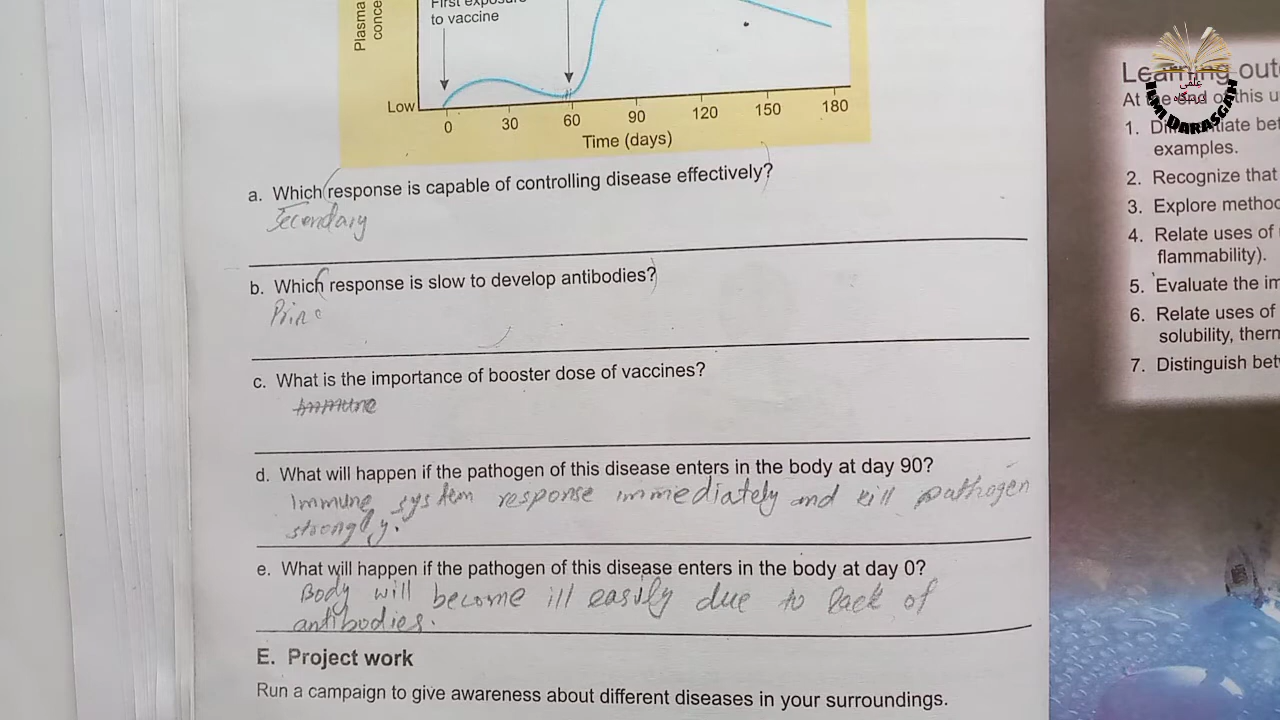 Plasma
conce
First exposure
to vaccine
Low
0 30 60 90 120 150 180
Time (days)
a. Which response is capable of controlling disease effectively?
Secondary
b. Which response is slow to develop antibodies?
c. What is the importance of booster dose of vaccines?
Immune
d. What will happen if the pathogen of this disease enters in the body at day 90?
Immune system response immediately and kill pathogen
strongly.
e. What will happen if the pathogen of this disease enters in the body at day 0?
Body will become ill easily due to lack of
antibodies.
E. Project work
Run a campaign to give awareness about different diseases in your surroundings.
Learning out
At the end of this u
1. Differentiate bet
examples.
2. Recognize that
3. Explore method
4. Relate uses of
flammability).
5. Evaluate the im
6. Relate uses of
solubility, therm
7. Distinguish bet
علمی
درسگاہ
ILMI DARASGAH